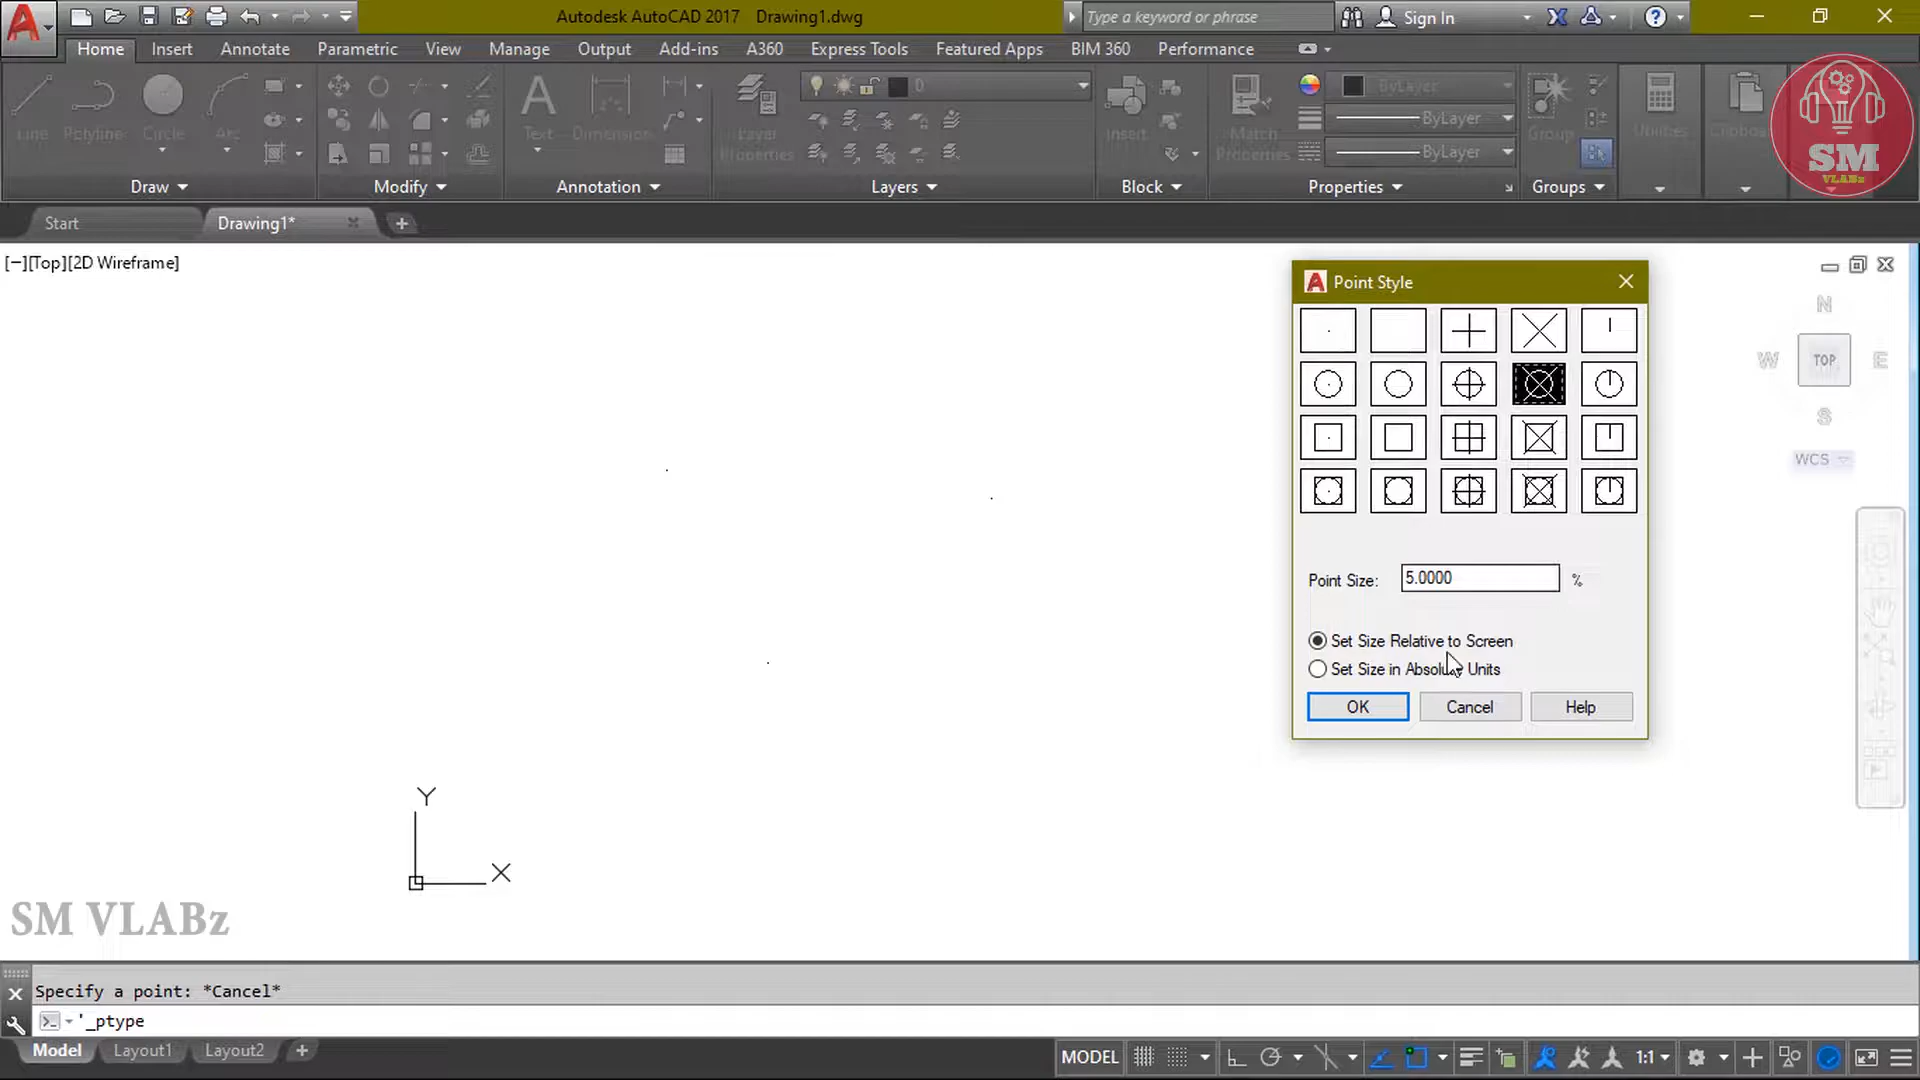 Autodesk AutoCAD 2017 Drawing1.dwg
Type a keyword or phrase
Sign In
Home Insert Annotate Parametric View Manage Output Add-ins A360 Express Tools Featured Apps BIM 360 Performance
0
ByLayer
Line Polyline Circle Arc Text Dimension Layer Properties Insert Match Properties Group Utilities Clipboard
ByLayer
ByLayer
SM
VLABz
Draw Modify Annotation Layers Block Properties Groups
Start Drawing1*
[−][Top][2D Wireframe]
Point Style
N
W TOP E
S
WCS
Point Size: 5.0000 %
Set Size Relative to Screen
Set Size in Absolute Units
OK Cancel Help
Y
X
SM VLABz
Specify a point: *Cancel*
'_ptype
Model Layout1 Layout2
MODEL 1:1